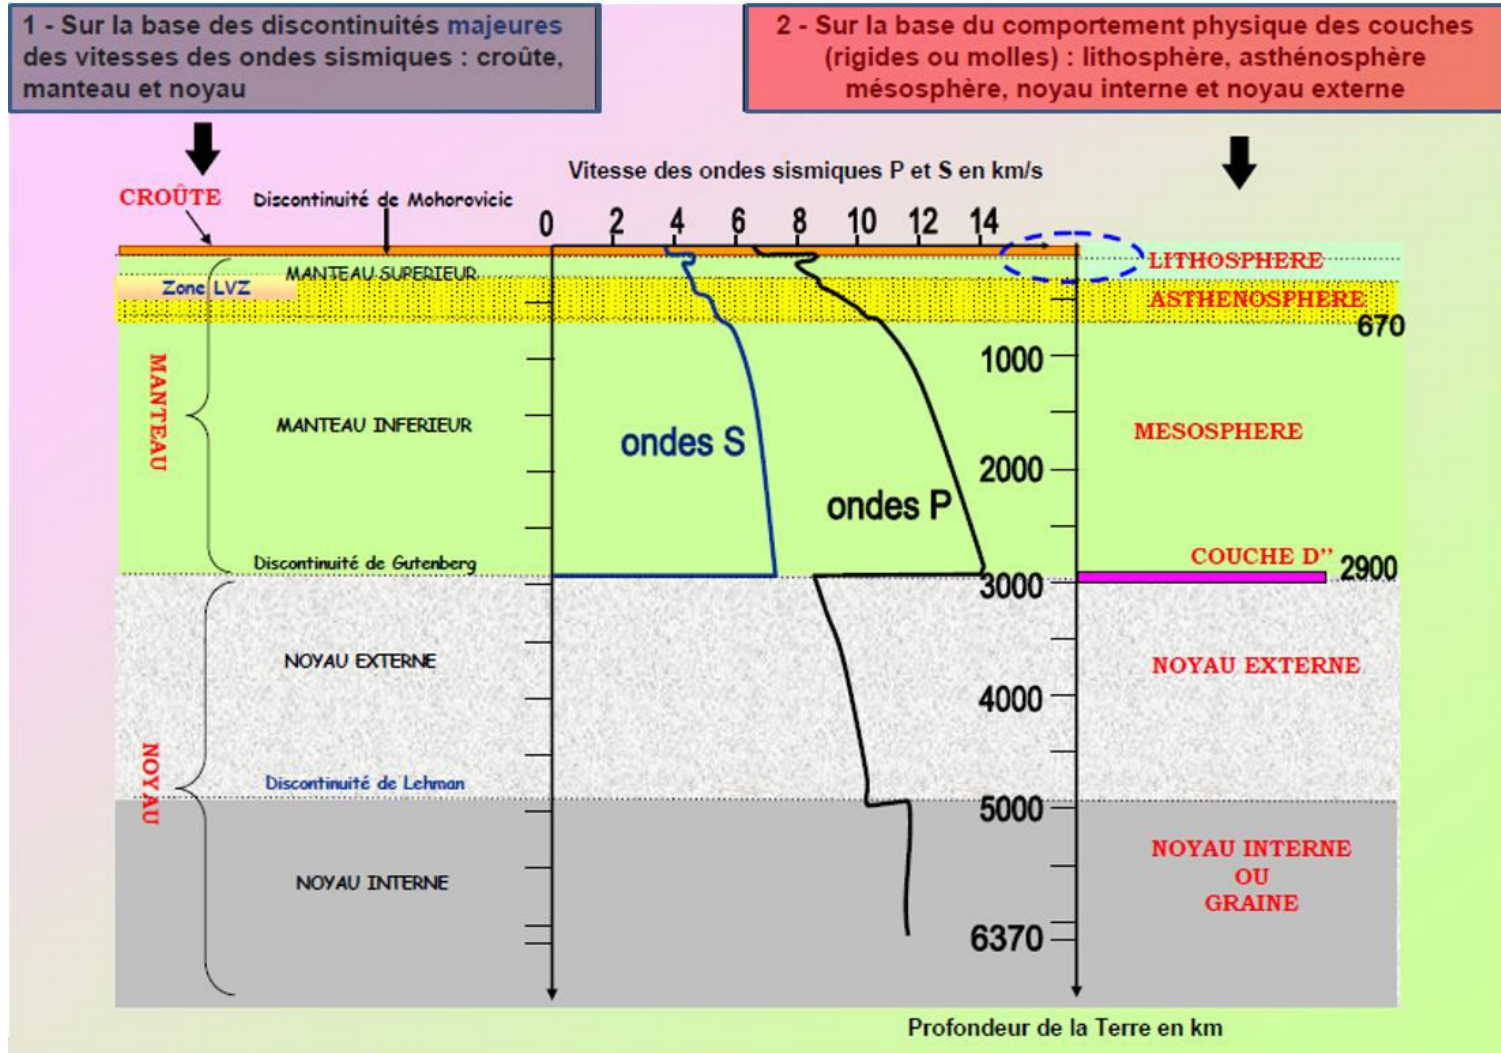 1 - Sur la base des discontinuités majeures
des vitesses des ondes sismiques : croûte,
manteau et noyau
2 - Sur la base du comportement physique des couches
(rigides ou molles) : lithosphère, asthénosphère
mésosphère, noyau interne et noyau externe
Vitesse des ondes sismiques P et S en km/s
CROÛTE
Discontinuité de Mohorovicic
0 2 4 6 8 10 12 14
MANTEAU SUPERIEUR
LITHOSPHERE
Zone LVZ
ASTHENOSPHERE
670
1000
MANTEAU
MANTEAU INFERIEUR
ondes S
MESOSPHERE
2000
ondes P
Discontinuité de Gutenberg
COUCHE D’’
2900
3000
NOYAU EXTERNE
NOYAU EXTERNE
4000
NOYAU
Discontinuité de Lehman
5000
NOYAU INTERNE
NOYAU INTERNE
OU
GRAINE
6370
Profondeur de la Terre en km